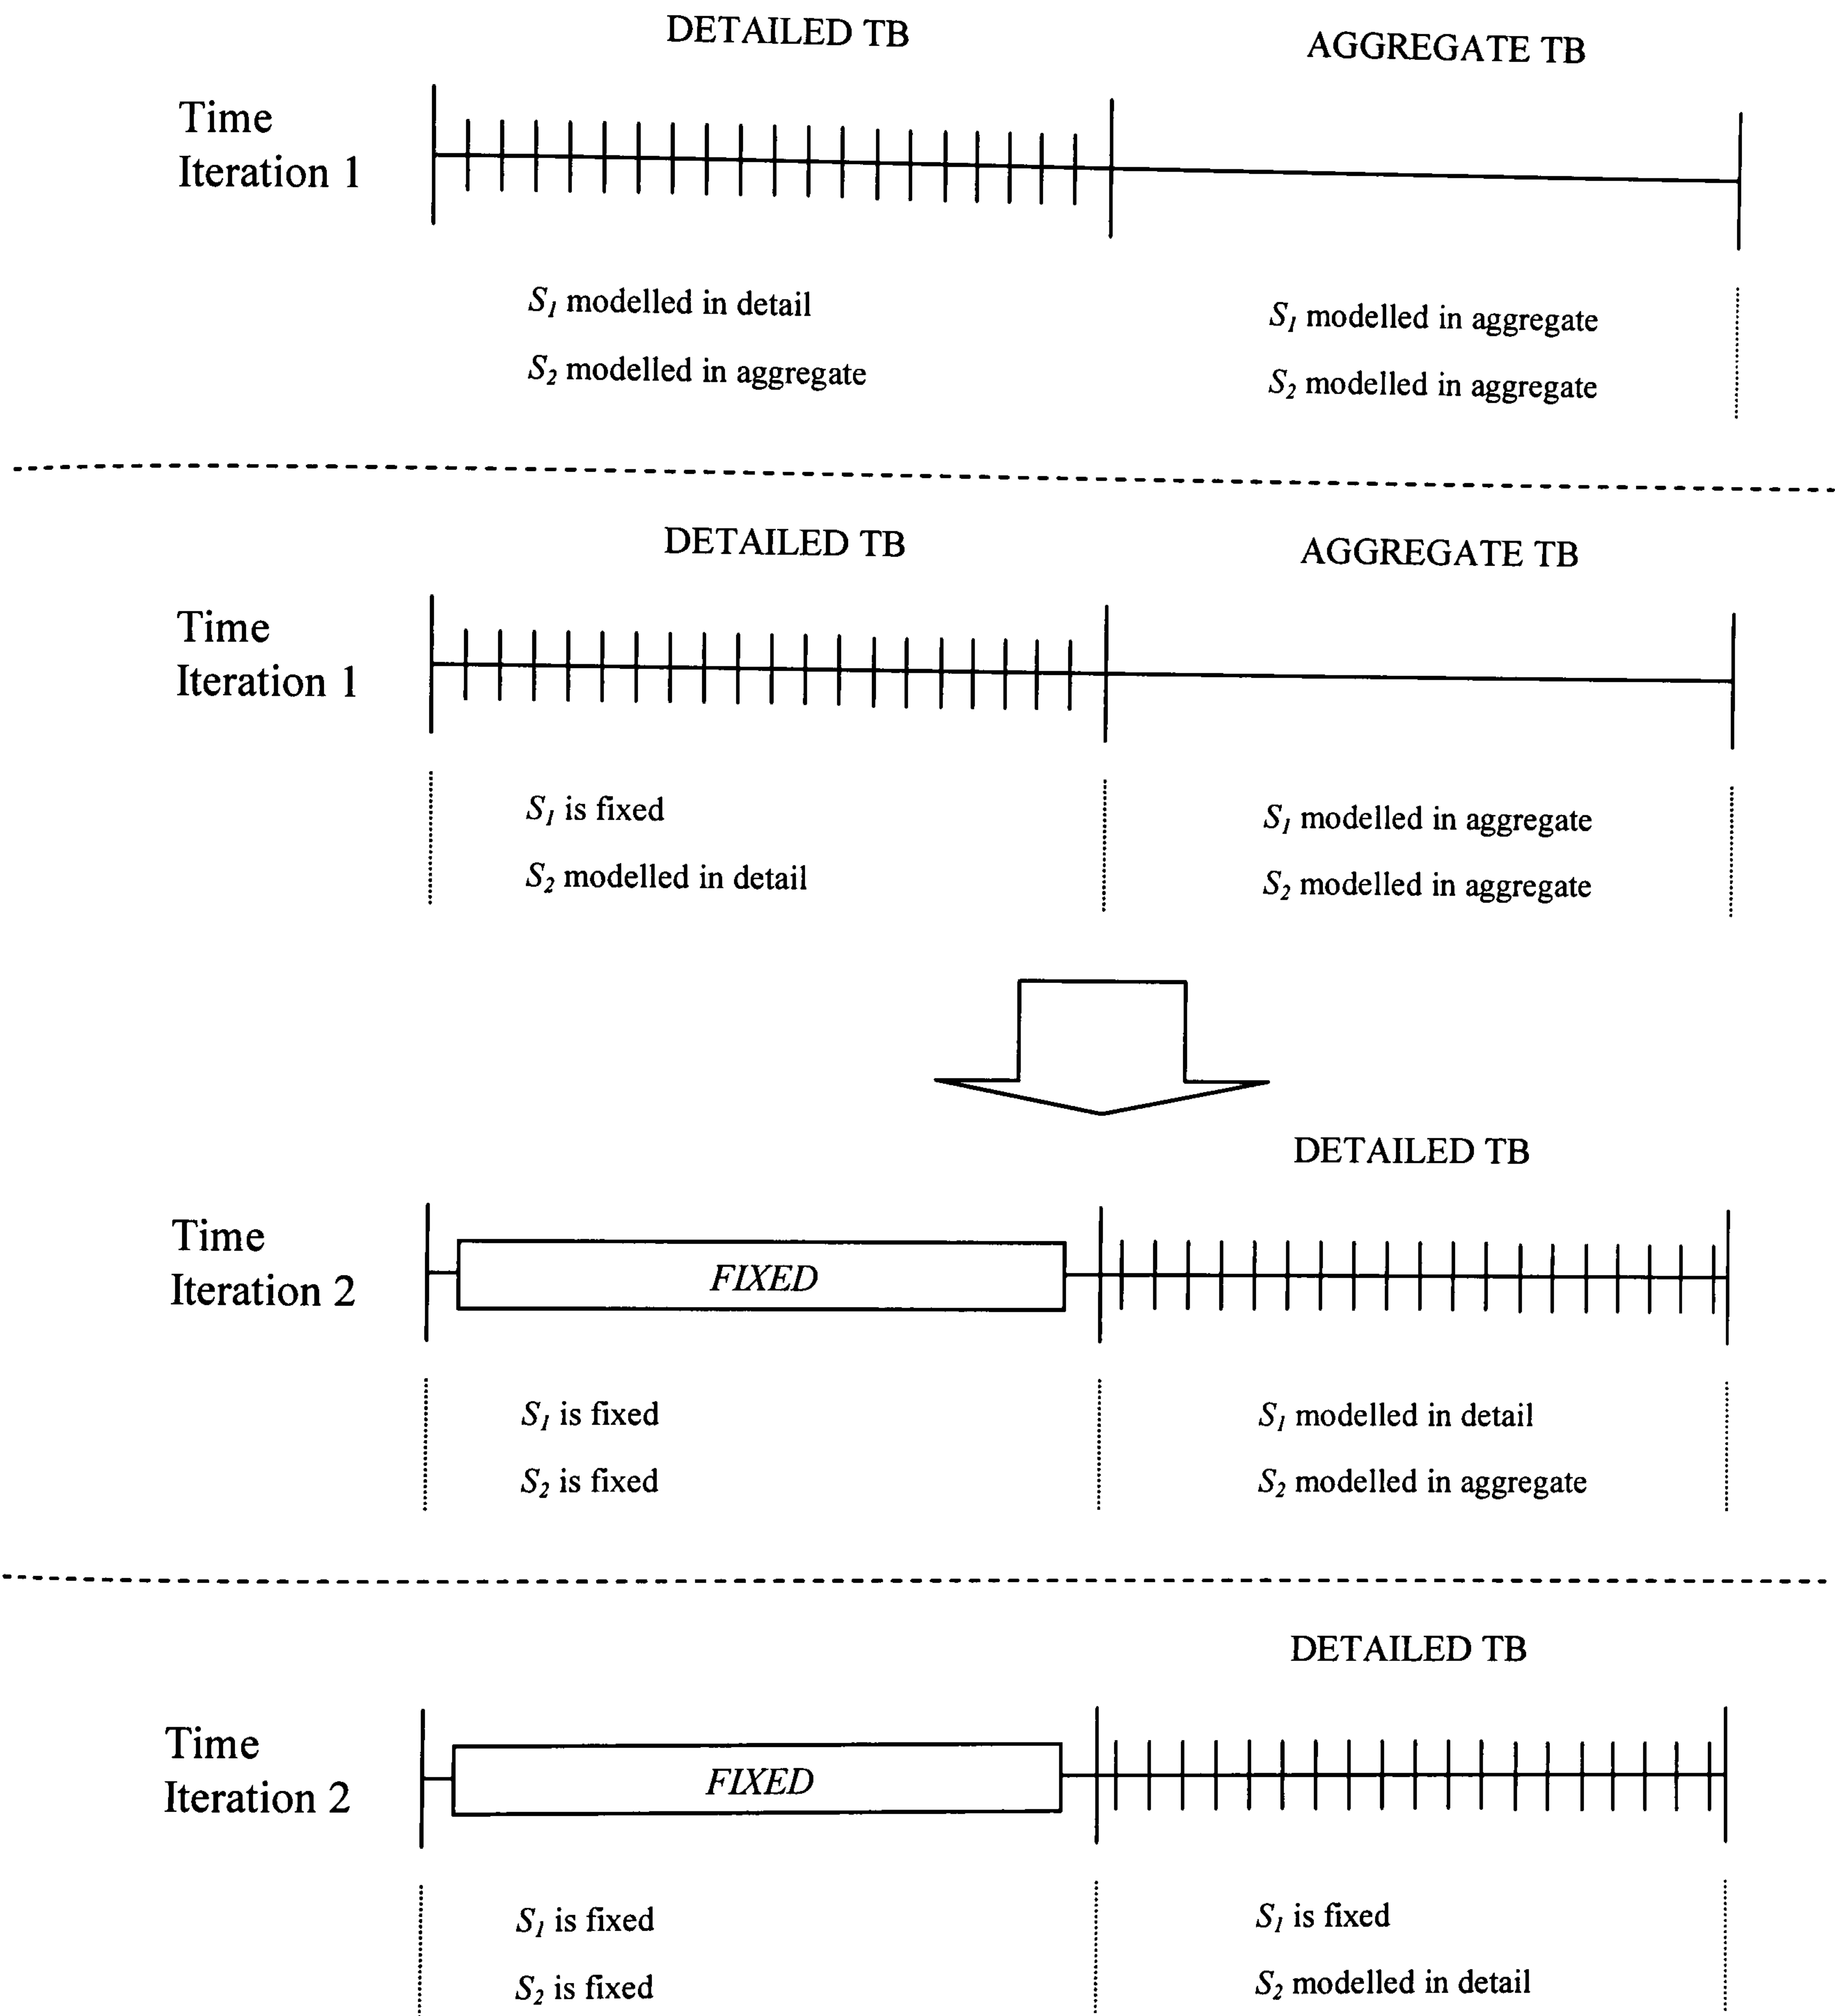 DETAILED TB
AGGREGATE TB
Time
Iteration 1
S1 modelled in detail
S1 modelled in aggregate
S2 modelled in aggregate
S2 modelled in aggregate
DETAILED TB
AGGREGATE TB
Time
Iteration 1
S1 is fixed
S1 modelled in aggregate
S2 modelled in detail
S2 modelled in aggregate
DETAILED TB
Time
Iteration 2
FIXED
S1 is fixed
S1 modelled in detail
S2 is fixed
S2 modelled in aggregate
DETAILED TB
Time
Iteration 2
FIXED
S1 is fixed
S1 is fixed
S2 is fixed
S2 modelled in detail